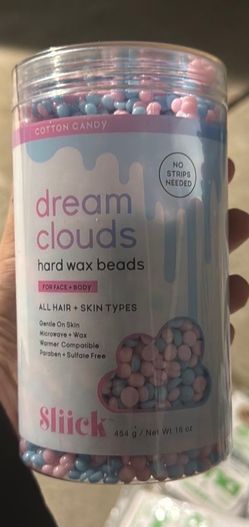 COTTON CANDY
NO
STRIPS
NEEDED
dream
clouds
hard wax beads
FOR FACE + BODY
ALL HAIR + SKIN TYPES
Gentle On Skin
Microwave + Wax
Warmer Compatible
Paraben + Sulfate Free
Sliick
454 g / Net Wt 16 oz